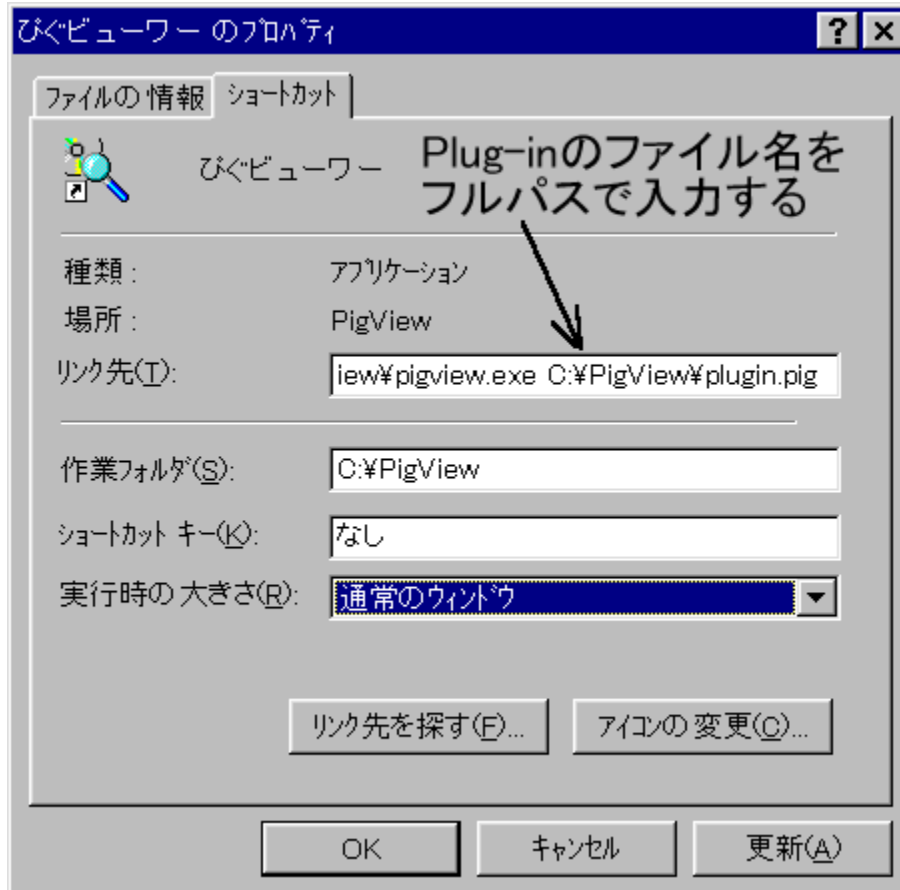 ぴぐビューワー のﾌﾟﾛﾊﾟﾃｨ
ﾌｧｲﾙの情報 ｼｮｰﾄｶｯﾄ
ぴぐビューワー
Plug-inのファイル名を
フルパスで入力する
種類 : ｱﾌﾟﾘｹｰｼｮﾝ
場所 : PigView
ﾘﾝｸ先(T): iew¥pigview.exe C:¥PigView¥plugin.pig
作業ﾌｫﾙﾀﾞ(S): C:¥PigView
ｼｮｰﾄｶｯﾄ ｷｰ(K): なし
実行時の大きさ(R): 通常のｳｨﾝﾄﾞｳ
ﾘﾝｸ先を探す(F)... ｱｲｺﾝの変更(C)...
OK ｷｬﾝｾﾙ 更新(A)